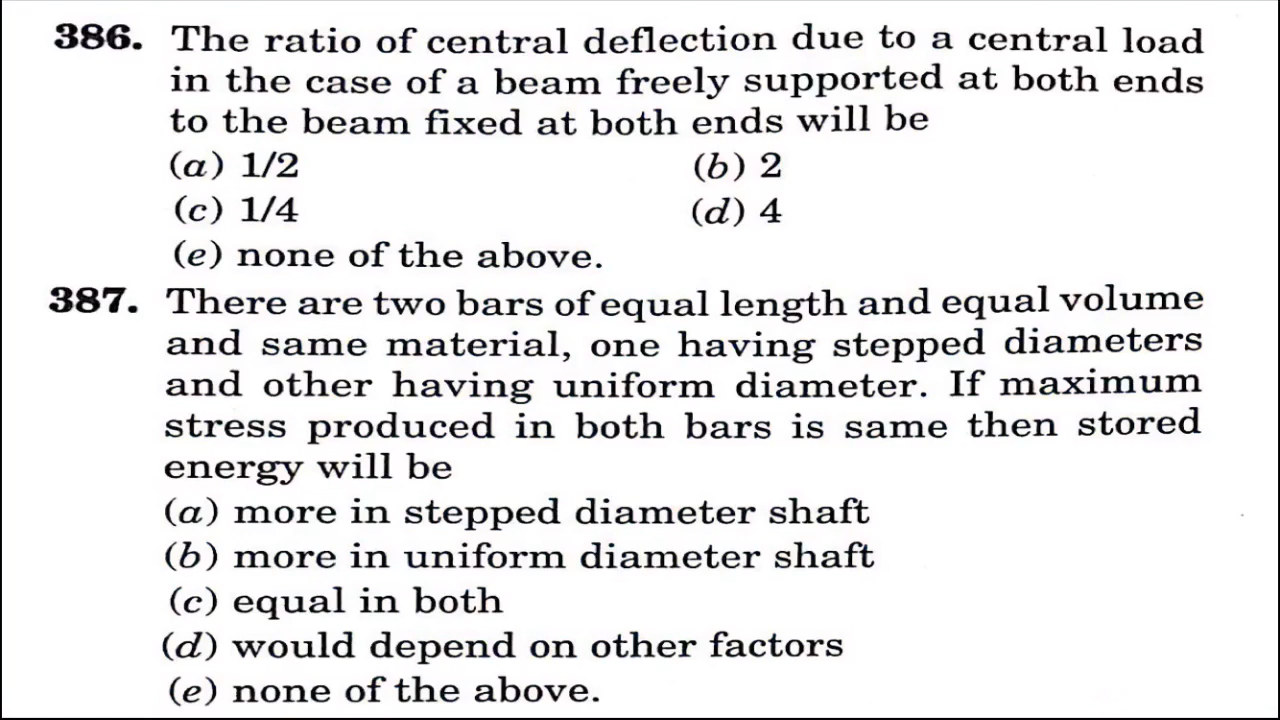 386. The ratio of central deflection due to a central load
in the case of a beam freely supported at both ends
to the beam fixed at both ends will be
(a) 1/2 (b) 2
(c) 1/4 (d) 4
(e) none of the above.
387. There are two bars of equal length and equal volume
and same material, one having stepped diameters
and other having uniform diameter. If maximum
stress produced in both bars is same then stored
energy will be
(a) more in stepped diameter shaft
(b) more in uniform diameter shaft
(c) equal in both
(d) would depend on other factors
(e) none of the above.